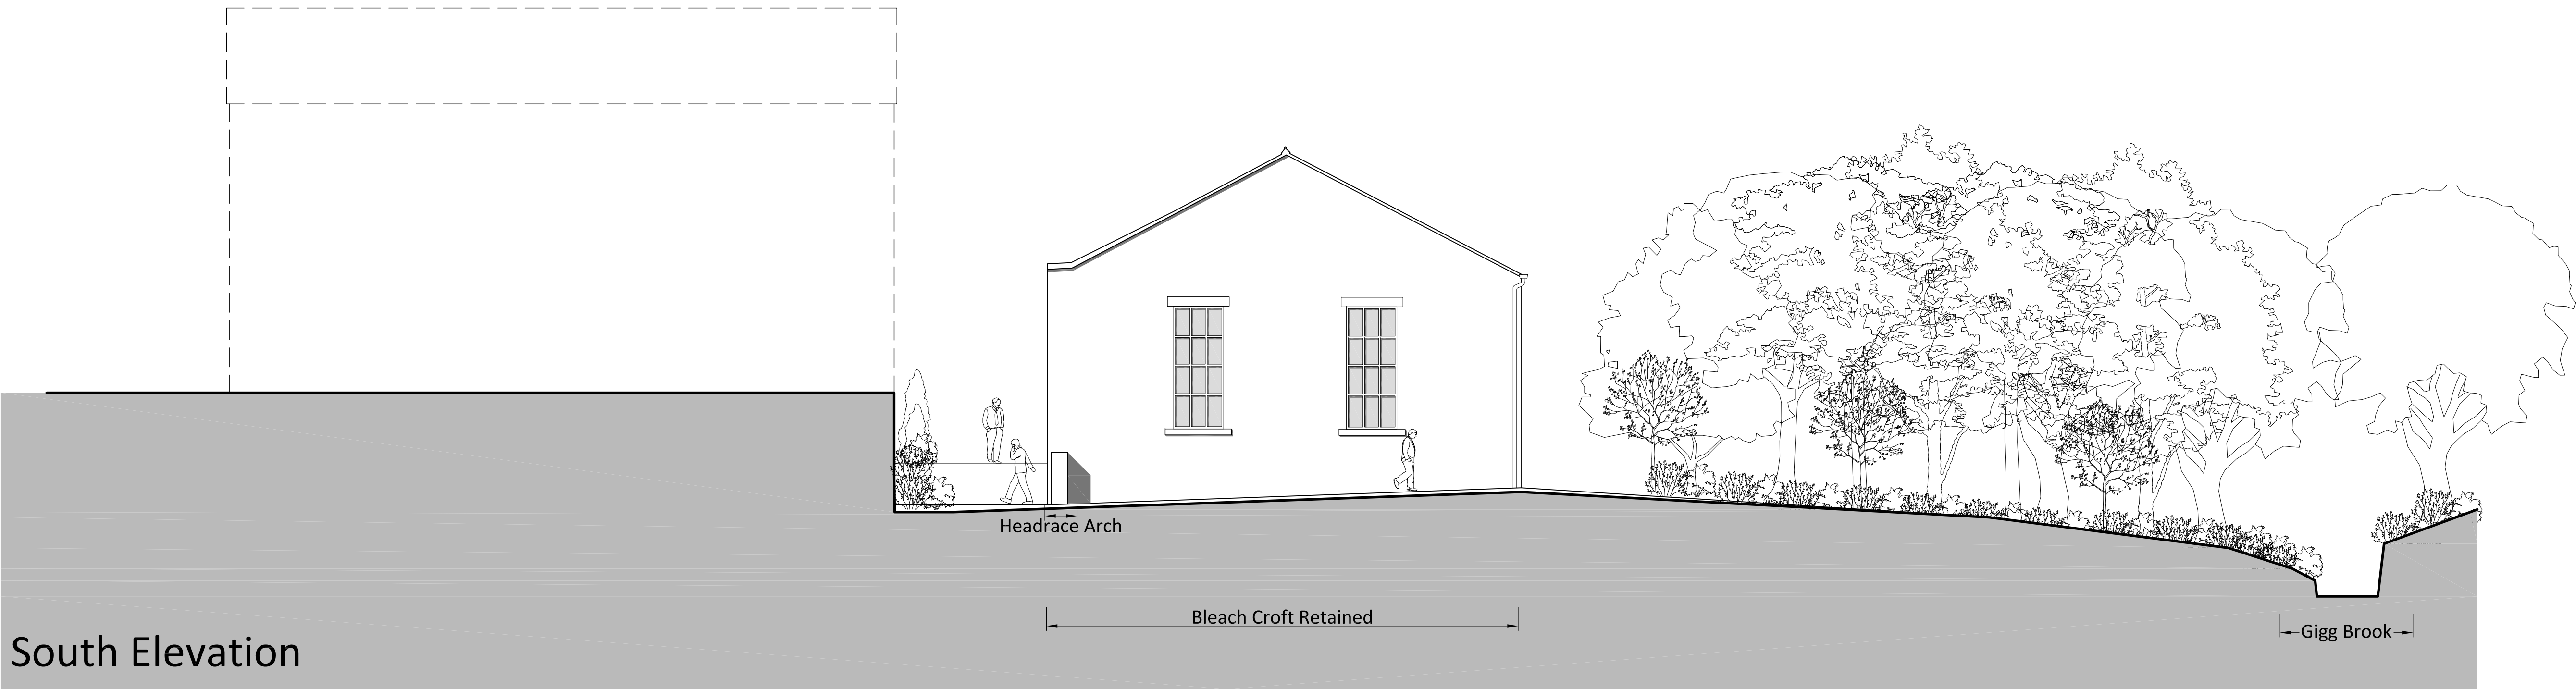 Headrace Arch
Bleach Croft Retained
Gigg Brook
South Elevation